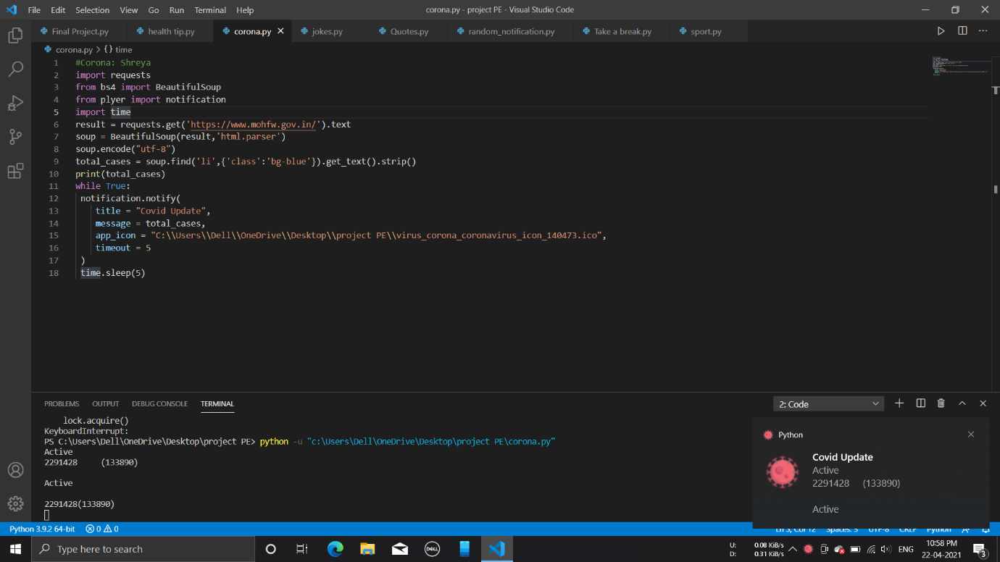 File Edit Selection View Go Run Terminal Help
corona.py - project PE - Visual Studio Code
Final Project.py health tip.py corona.py jokes.py Quotes.py random_notification.py Take a break.py sport.py
corona.py > {} time
1 #Corona: Shreya
2 import requests
3 from bs4 import BeautifulSoup
4 from plyer import notification
5 import time
6 result = requests.get('https://www.mohfw.gov.in/').text
7 soup = BeautifulSoup(result,'html.parser')
8 soup.encode("utf-8")
9 total_cases = soup.find('li',{'class':'bg-blue'}).get_text().strip()
10 print(total_cases)
11 while True:
12 notification.notify(
13 title = "Covid Update",
14 message = total_cases,
15 app_icon = "C:\\Users\\Dell\\OneDrive\\Desktop\\project PE\\virus_corona_coronavirus_icon_140473.ico",
16 timeout = 5
17 )
18 time.sleep(5)
PROBLEMS OUTPUT DEBUG CONSOLE TERMINAL
2: Code
lock.acquire()
KeyboardInterrupt:
PS C:\Users\Dell\OneDrive\Desktop\project PE> python -u "c:\Users\Dell\OneDrive\Desktop\project PE\corona.py"
Active
2291428 (133890)
Active
2291428(133890)
Python
Covid Update
Active
2291428 (133890)
Active
Python 3.9.2 64-bit 0 0
Ln 5, Col 12 Spaces: 5 UTF-8 CRLF Python
Type here to search
DELL
U: 0.08 KiB/s
D: 0.31 KiB/s
ENG
10:58 PM
22-04-2021
3